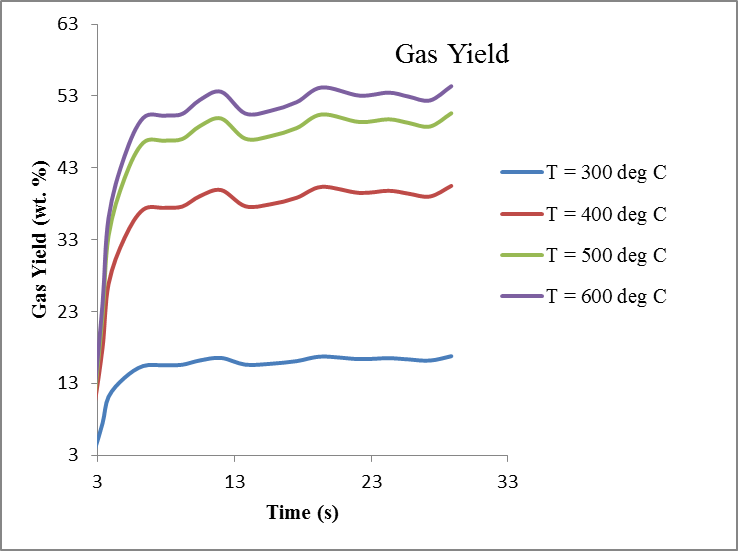 Gas Yield
63
53
43
33
23
13
3
Gas Yield (wt. %)
T = 300 deg C
T = 400 deg C
T = 500 deg C
T = 600 deg C
3 13 23 33
Time (s)